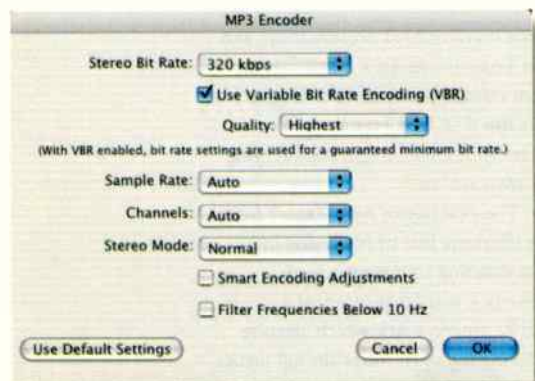 MP3 Encoder
Stereo Bit Rate: 320 kbps
Use Variable Bit Rate Encoding (VBR)
Quality: Highest
(With VBR enabled, bit rate settings are used for a guaranteed minimum bit rate.)
Sample Rate: Auto
Channels: Auto
Stereo Mode: Normal
Smart Encoding Adjustments
Filter Frequencies Below 10 Hz
Use Default Settings Cancel OK